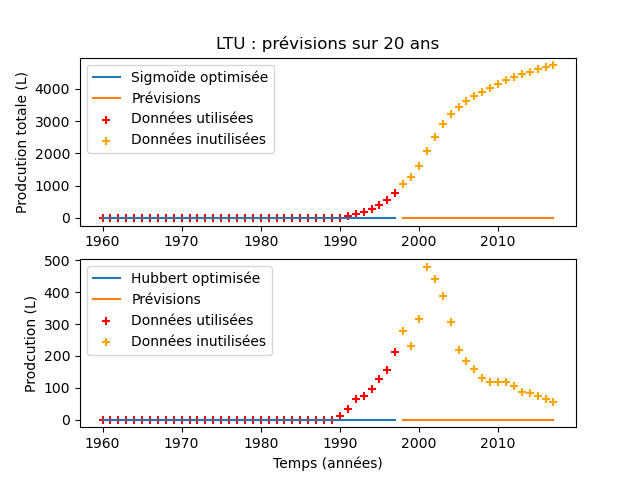 LTU : prévisions sur 20 ans
Prodcution totale (L)
4000
3000
2000
1000
0
Sigmoïde optimisée
Prévisions
Données utilisées
Données inutilisées
1960 1970 1980 1990 2000 2010
Prodcution (L)
500
400
300
200
100
0
Hubbert optimisée
Prévisions
Données utilisées
Données inutilisées
1960 1970 1980 1990 2000 2010
Temps (années)